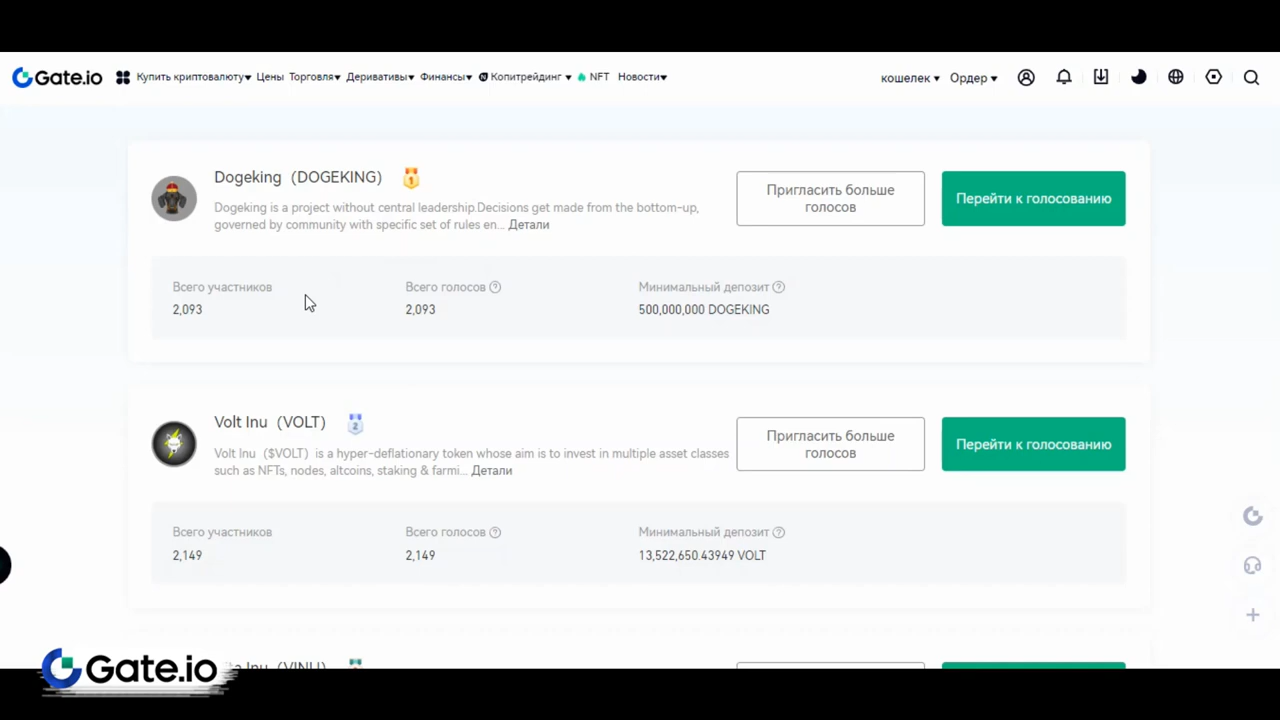 Gate.io Купить криптовалюту Цены Торговля Деривативы Финансы Копитрейдинг NFT Новости кошелек Ордер
Dogeking (DOGEKING) 1
Dogeking is a project without central leadership.Decisions get made from the bottom-up,
governed by community with specific set of rules en... Детали
Пригласить больше
голосов
Перейти к голосованию
Всего участников Всего голосов Минимальный депозит
2,093 2,093 500,000,000 DOGEKING
Volt Inu (VOLT) 2
Volt Inu ($VOLT) is a hyper-deflationary token whose aim is to invest in multiple asset classes
such as NFTs, nodes, altcoins, staking & farmi... Детали
Пригласить больше
голосов
Перейти к голосованию
Всего участников Всего голосов Минимальный депозит
2,149 2,149 13,522,650.43949 VOLT
Inu (VINU)
Gate.io